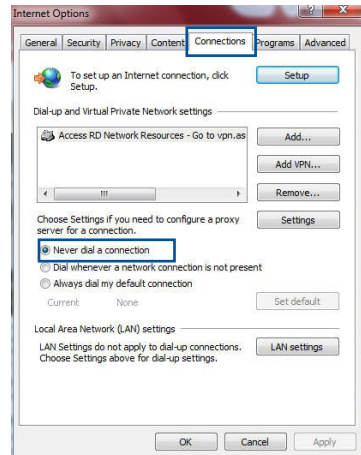 Internet Options
General Security Privacy Content Connections Programs Advanced
To set up an Internet connection, click
Setup.
Setup
Dial-up and Virtual Private Network settings
Access RD Network Resources - Go to vpn.as
Add...
Add VPN...
Remove...
Choose Settings if you need to configure a proxy
server for a connection.
Settings
Never dial a connection
Dial whenever a network connection is not present
Always dial my default connection
Current None
Set default
Local Area Network (LAN) settings
LAN Settings do not apply to dial-up connections.
Choose Settings above for dial-up settings.
LAN settings
OK Cancel Apply